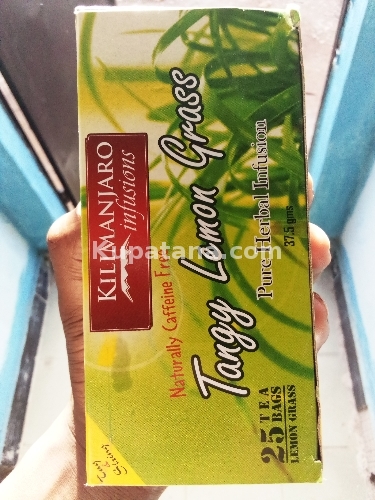 KILIMANJARO
infusions
Naturally Caffeine Free
Tangy Lemon Grass
Pure Herbal Infusion
37.5 gms
25 TEA
BAGS
LEMON GRASS
Kupatana.com